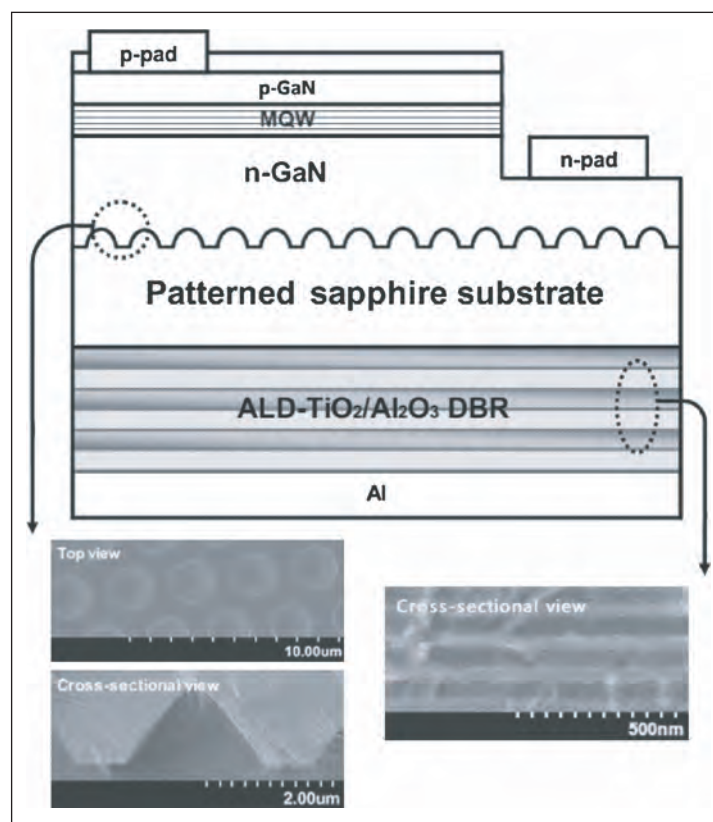 p-pad
p-GaN
MQW
n-GaN
n-pad
Patterned sapphire substrate
ALD-TiO₂/Al₂O₃ DBR
Al
Top view
10.00um
Cross-sectional view
2.00um
Cross-sectional view
500nm